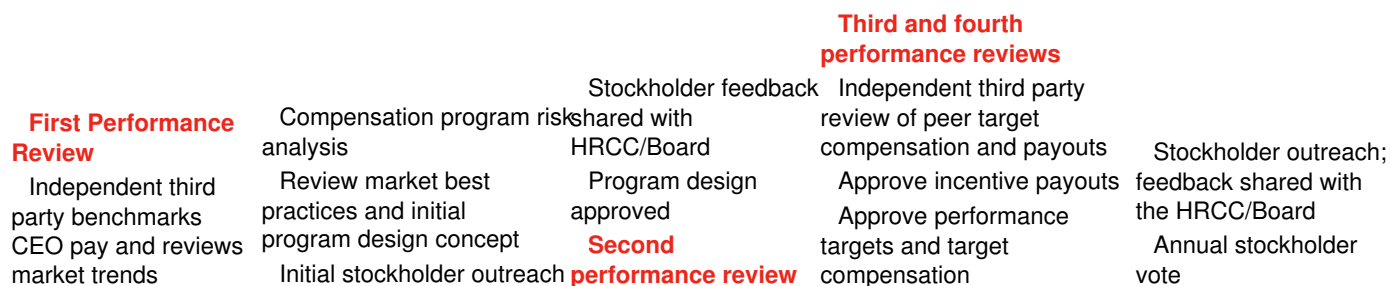 First Performance
Review
Independent third
party benchmarks
CEO pay and reviews
market trends
Compensation program risk
analysis
Review market best
practices and initial
program design concept
Initial stockholder outreach
Stockholder feedback
shared with
HRCC/Board
Program design
approved
Second
performance review
Third and fourth
performance reviews
Independent third party
review of peer target
compensation and payouts
Approve incentive payouts
Approve performance
targets and target
compensation
Stockholder outreach;
feedback shared with
the HRCC/Board
Annual stockholder
vote